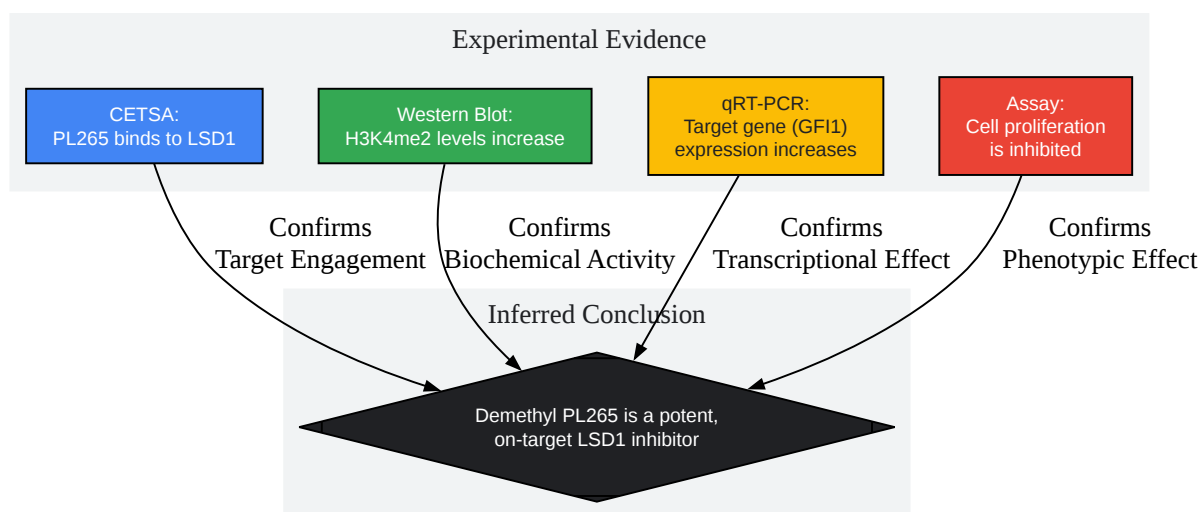 Experimental Evidence
CETSA:
PL265 binds to LSD1
Western Blot:
H3K4me2 levels increase
qRT-PCR:
Target gene (GFI1)
expression increases
Assay:
Cell proliferation
is inhibited
Confirms
Target Engagement
Confirms
Biochemical Activity
Confirms
Transcriptional Effect
Confirms
Phenotypic Effect
Inferred Conclusion
Demethyl PL265 is a potent,
on-target LSD1 inhibitor